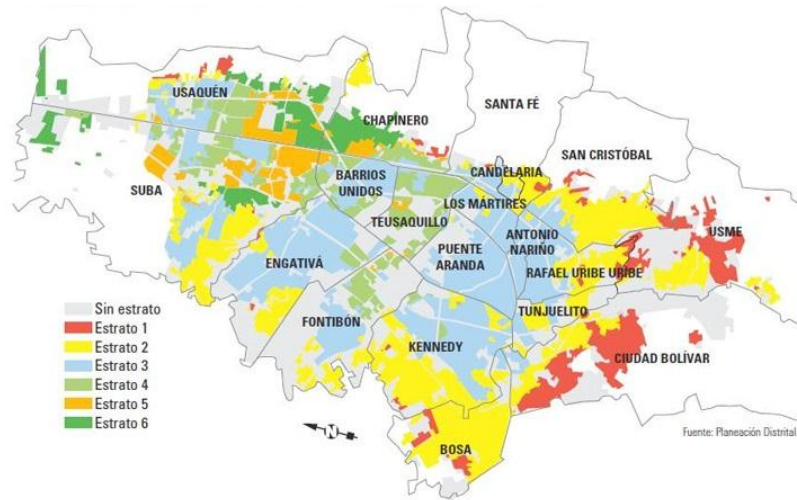 USAQUÉN
CHAPINERO
SANTA FÉ
SAN CRISTÓBAL
CANDELARIA
BARRIOS
UNIDOS
SUBA
LOS MÁRTIRES
TEUSAQUILLO
USME
ANTONIO
NARIÑO
PUENTE
ARANDA
ENGATIVÁ
RAFAEL URIBE URIBE
Sin estrato
Estrato 1
Estrato 2
Estrato 3
Estrato 4
Estrato 5
Estrato 6
FONTIBÓN
TUNJUELITO
KENNEDY
CIUDAD BOLÍVAR
N
BOSA
Fuente: Planeación Distrital